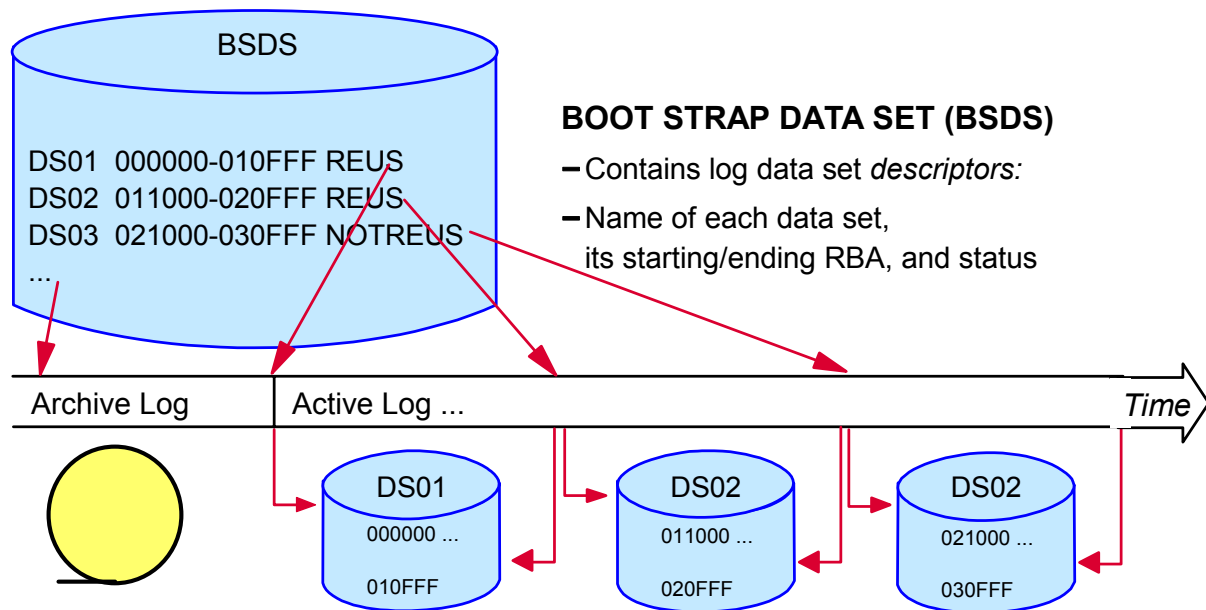 BSDS
DS01 000000-010FFF REUS
DS02 011000-020FFF REUS
DS03 021000-030FFF NOTREUS
...
BOOT STRAP DATA SET (BSDS)
– Contains log data set descriptors:
– Name of each data set,
its starting/ending RBA, and status
Archive Log
Active Log ...
Time
DS01
000000 ...
010FFF
DS02
011000 ...
020FFF
DS02
021000 ...
030FFF